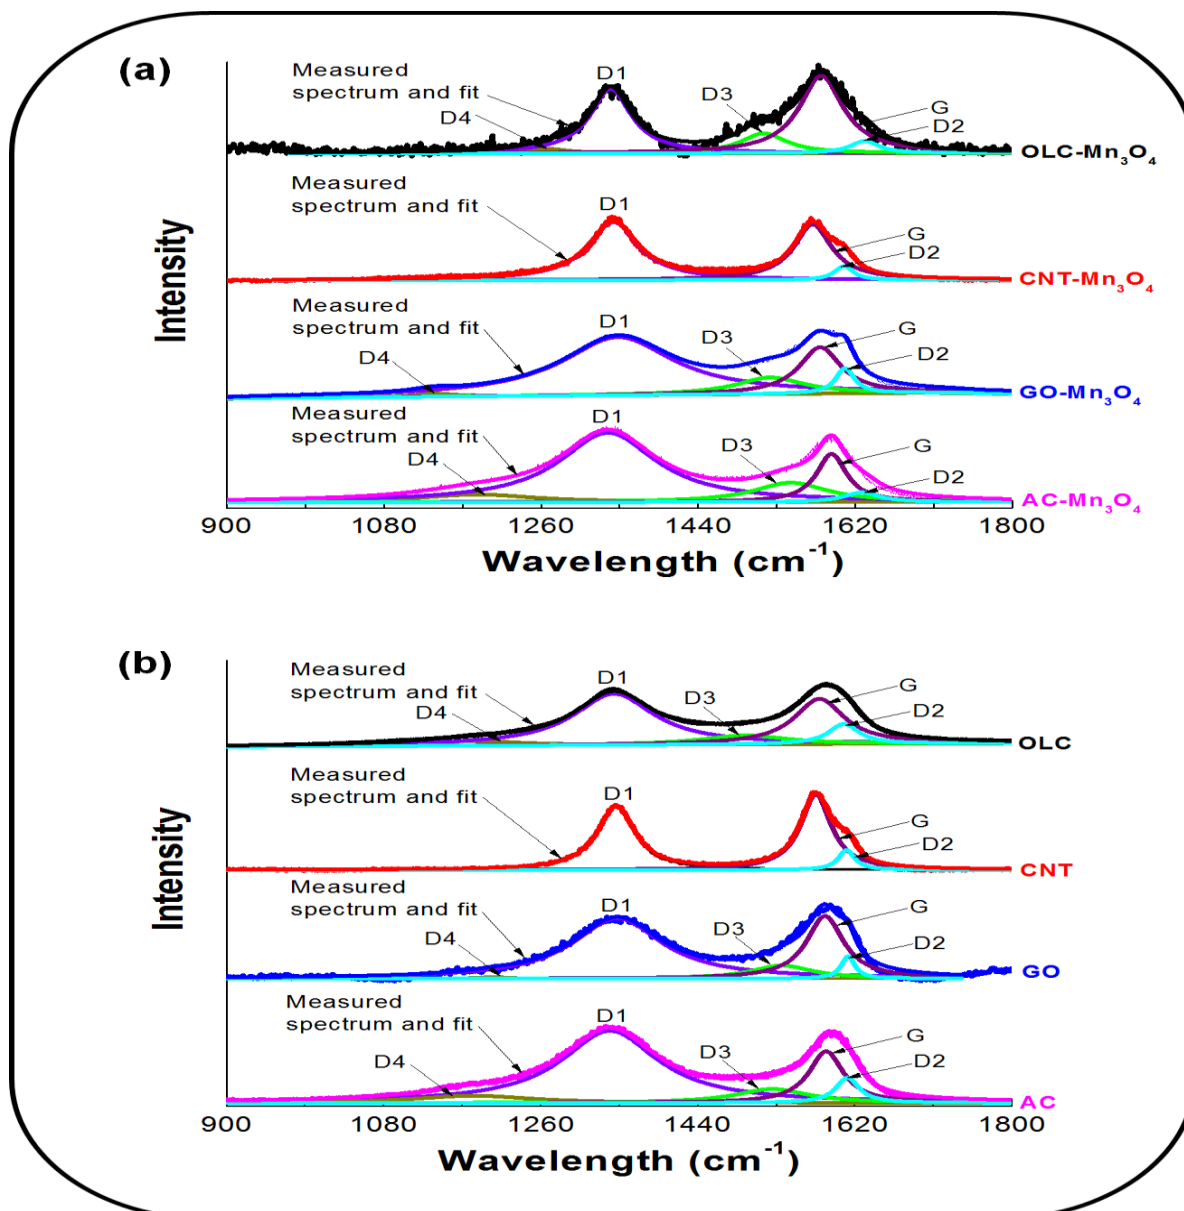 (a)
Measured
spectrum and fit
D4
D1
D3
G
D2
OLC-Mn₃O₄
Measured
spectrum and fit
D1
G
D2
CNT-Mn₃O₄
Measured
spectrum and fit
D4
D1
D3
G
D2
GO-Mn₃O₄
Measured
spectrum and fit
D4
D1
D3
G
D2
AC-Mn₃O₄
Intensity
900 1080 1260 1440 1620 1800
Wavelength (cm⁻¹)
(b)
Measured
spectrum and fit
D4
D1
D3
G
D2
OLC
Measured
spectrum and fit
D1
G
D2
CNT
Measured
spectrum and fit
D4
D1
D3
G
D2
GO
Measured
spectrum and fit
D4
D1
D3
G
D2
AC
Intensity
900 1080 1260 1440 1620 1800
Wavelength (cm⁻¹)